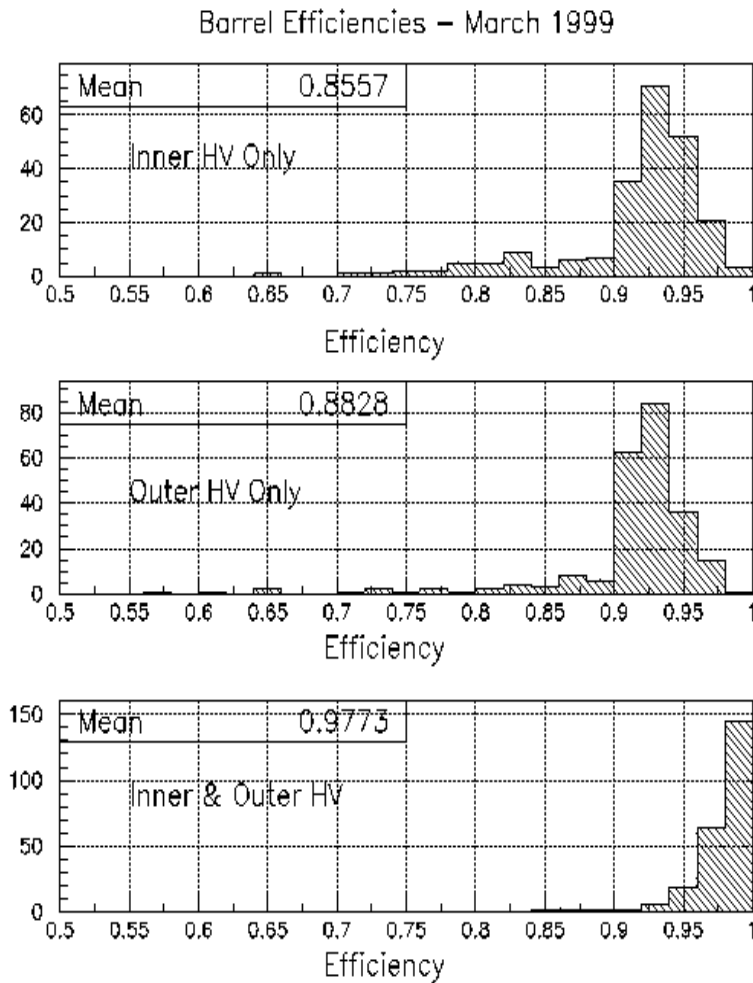 Barrel Efficiencies – March 1999
Mean 0.8557
Inner HV Only
60
40
20
0
0.5 0.55 0.6 0.65 0.7 0.75 0.8 0.85 0.9 0.95 1
Efficiency
Mean 0.8828
Outer HV Only
80
60
40
20
0
0.5 0.55 0.6 0.65 0.7 0.75 0.8 0.85 0.9 0.95 1
Efficiency
150
Mean 0.9773
Inner & Outer HV
100
50
0
0.5 0.55 0.6 0.65 0.7 0.75 0.8 0.85 0.9 0.95 1
Efficiency